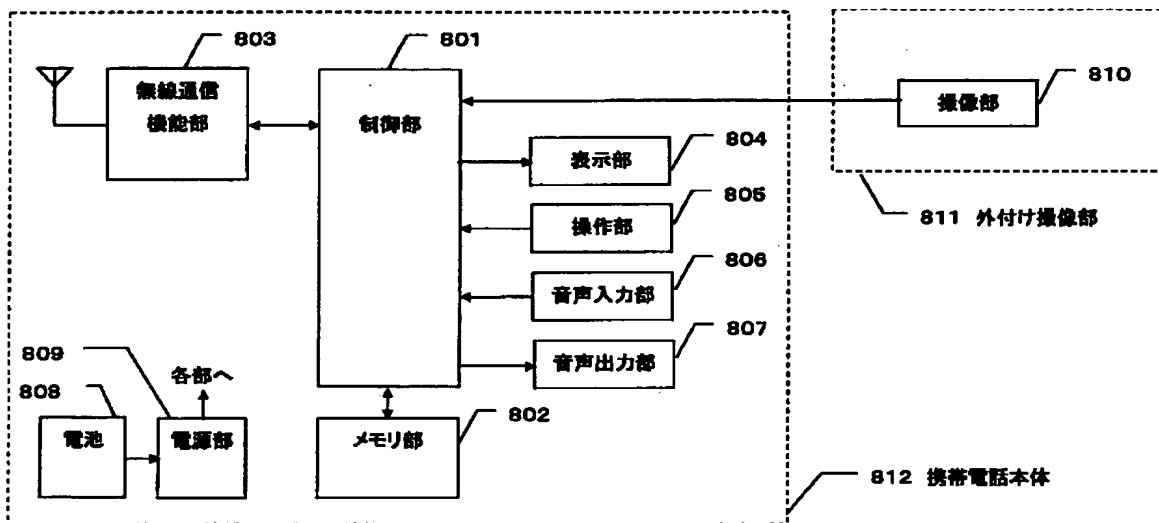 803
801
810
無線通信
機能部
制御部
撮像部
804
表示部
805
811 外付け撮像部
操作部
806
音声入力部
807
音声出力部
809
各部へ
808
802
電池
電源部
メモリ部
812 携帯電話本体